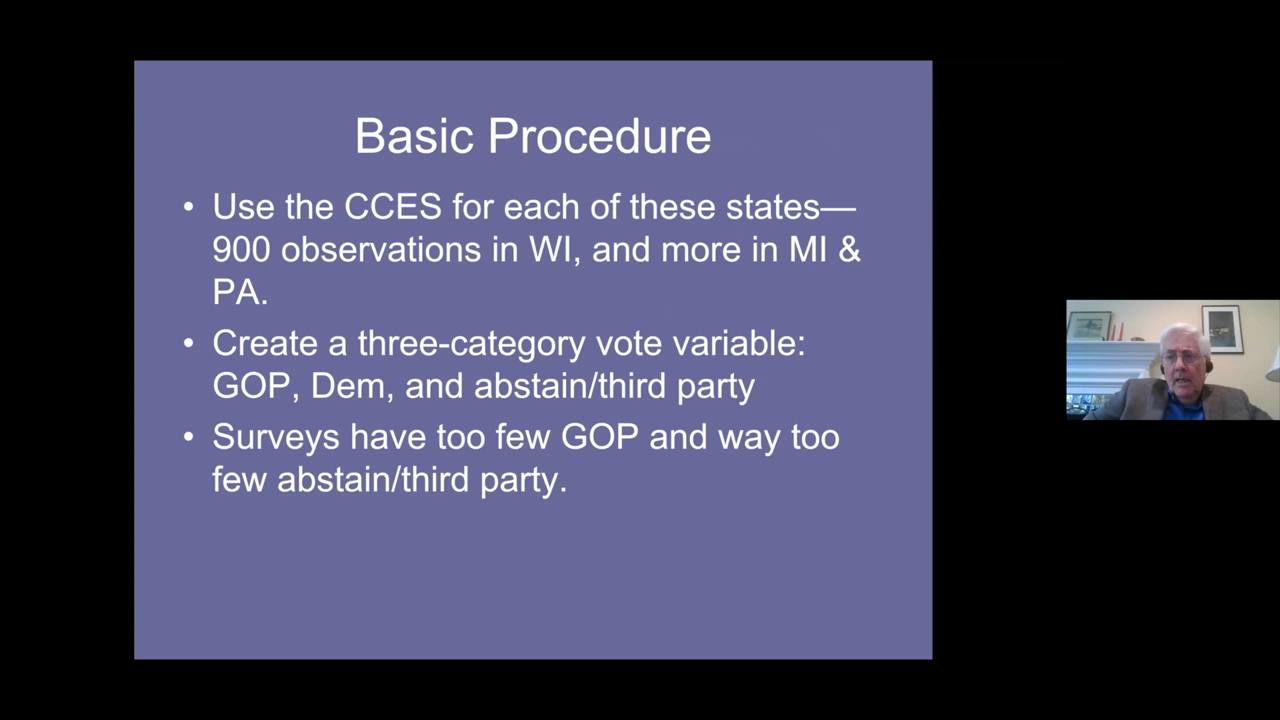 Basic Procedure
• Use the CCES for each of these states—
900 observations in WI, and more in MI &
PA.
• Create a three-category vote variable:
GOP, Dem, and abstain/third party
• Surveys have too few GOP and way too
few abstain/third party.